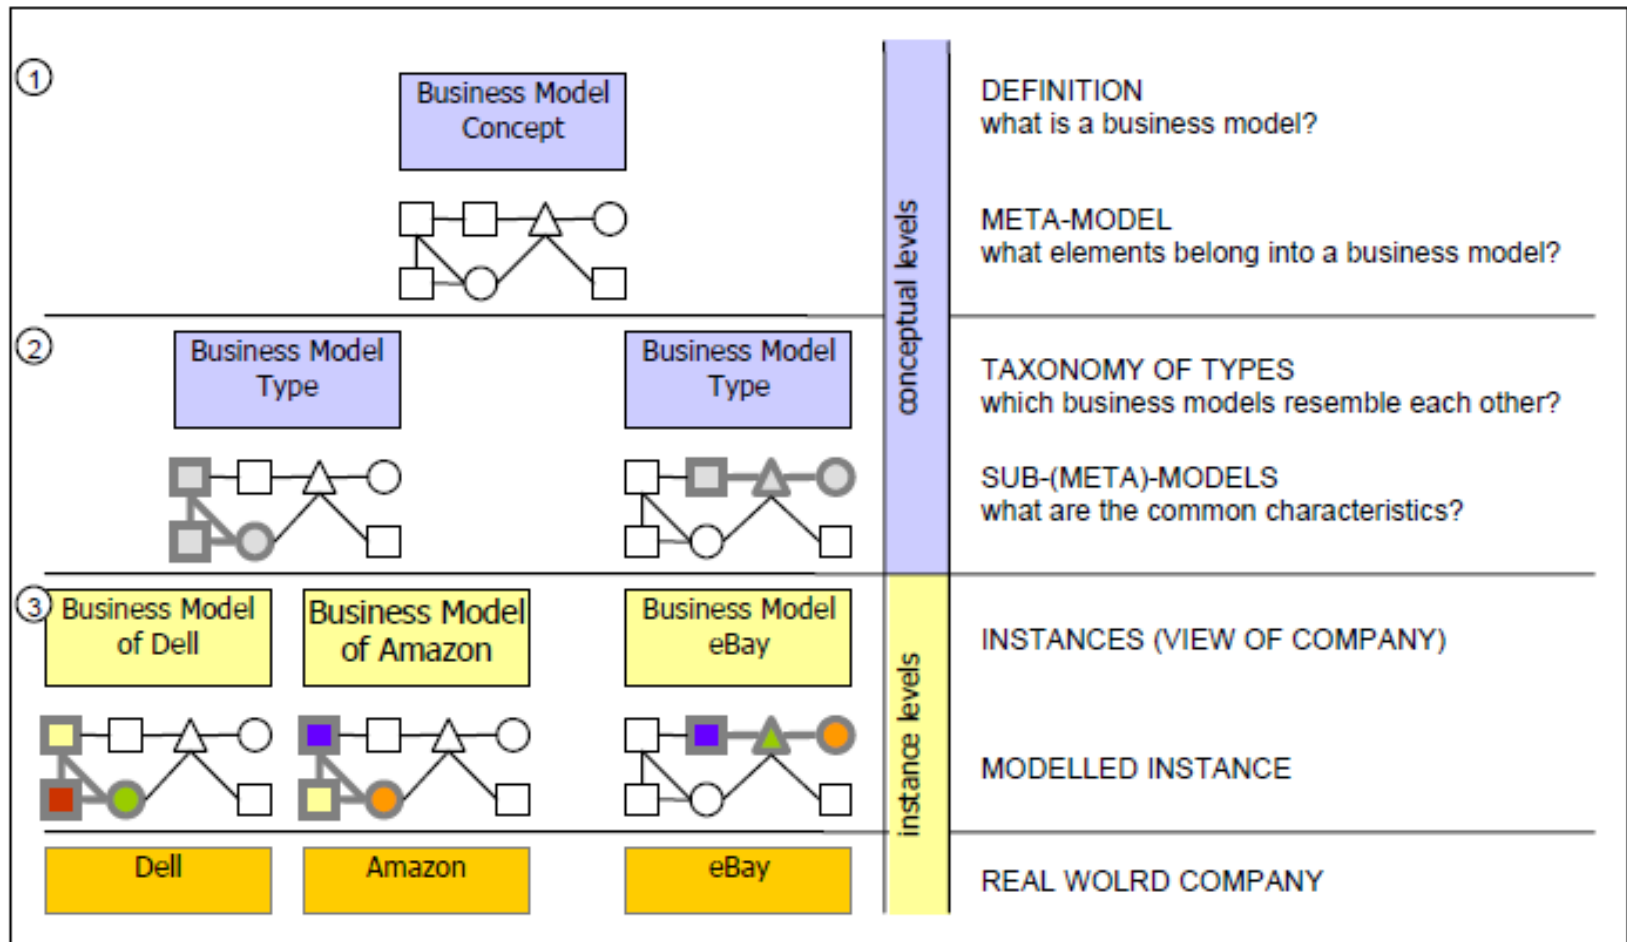 1
Business Model
Concept
DEFINITION
what is a business model?
META-MODEL
what elements belong into a business model?
conceptual levels
2
Business Model
Type
Business Model
Type
TAXONOMY OF TYPES
which business models resemble each other?
SUB-(META)-MODELS
what are the common characteristics?
3
Business Model
of Dell
Business Model
of Amazon
Business Model
eBay
instance levels
INSTANCES (VIEW OF COMPANY)
MODELLED INSTANCE
Dell
Amazon
eBay
REAL WOLRD COMPANY